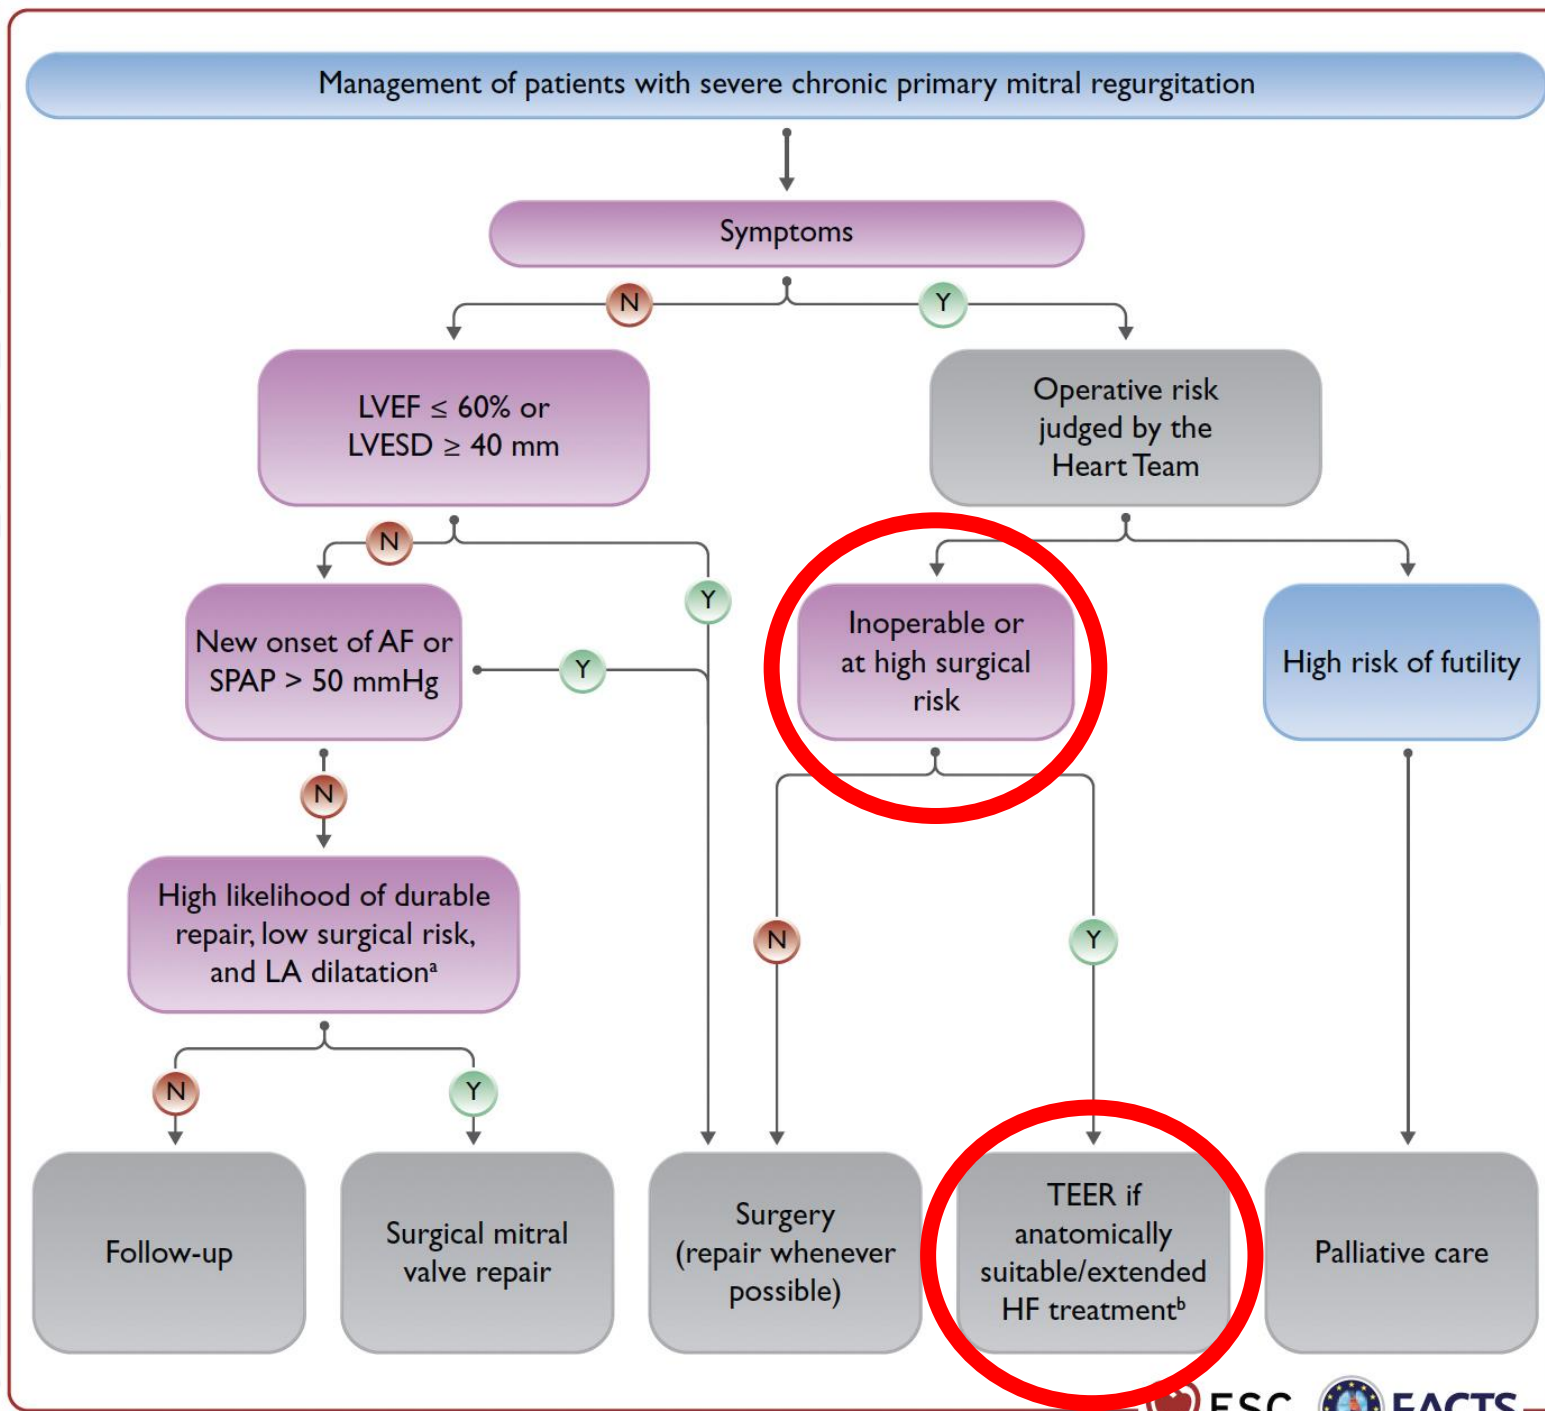 Management of patients with severe chronic primary mitral regurgitation
Symptoms
N
Y
LVEF ≤ 60% or
LVESD ≥ 40 mm
Operative risk
judged by the
Heart Team
N
Y
New onset of AF or
SPAP > 50 mmHg
Y
Inoperable or
at high surgical
risk
High risk of futility
N
High likelihood of durable
repair, low surgical risk,
and LA dilatationᵃ
N
Y
N
Y
Follow-up
Surgical mitral
valve repair
Surgery
(repair whenever
possible)
TEER if
anatomically
suitable/extended
HF treatmentᵇ
Palliative care
ESC
EACTS